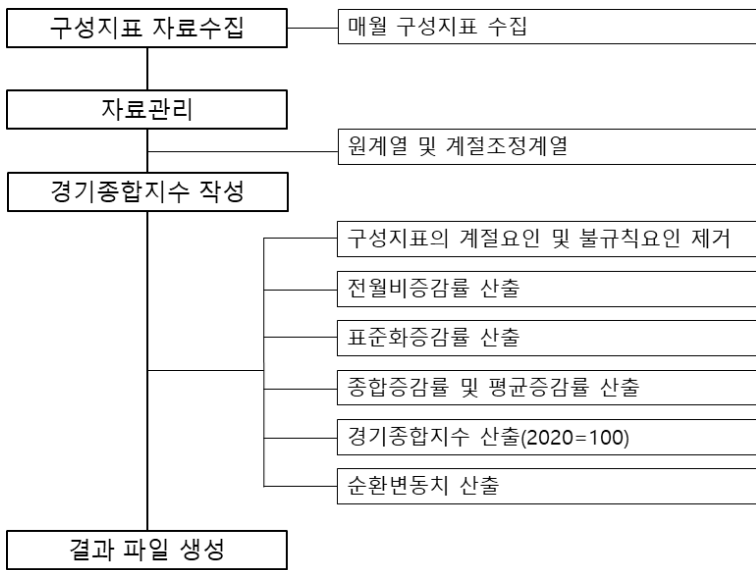 구성지표 자료수집
매월 구성지표 수집
자료관리
원계열 및 계절조정계열
경기종합지수 작성
구성지표의 계절요인 및 불규칙요인 제거
전월비증감률 산출
표준화증감률 산출
종합증감률 및 평균증감률 산출
경기종합지수 산출(2020=100)
순환변동치 산출
결과 파일 생성